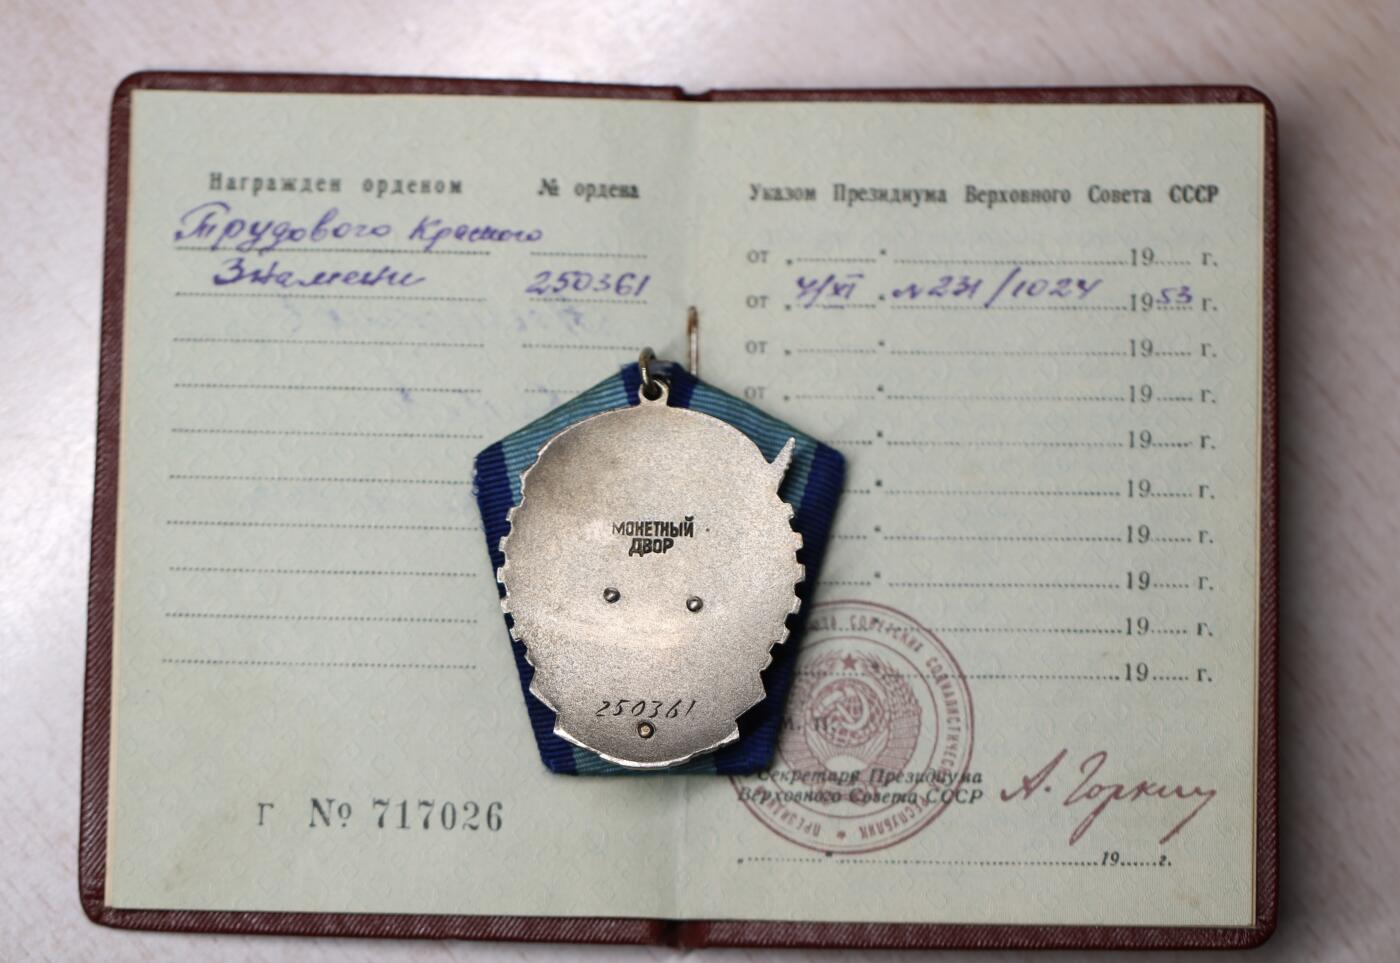 Награжден орденом № ордена
Трудового Красного
Знамени 250361
Г № 717026
Указом Президиума Верховного Совета СССР
от „ “ 19 г.
от „ 4/XI “ № 231/1024 1953 г.
от „ “ 19 г.
от „ “ 19 г.
“ 19 г.
“ 19 г.
“ 19 г.
“ 19 г.
19 г.
“ 19 г.
Секретарь Президиума
Верховного Совета СССР А. Горкин
„ “ 19 г.
МОНЕТНЫЙ
ДВОР
250361